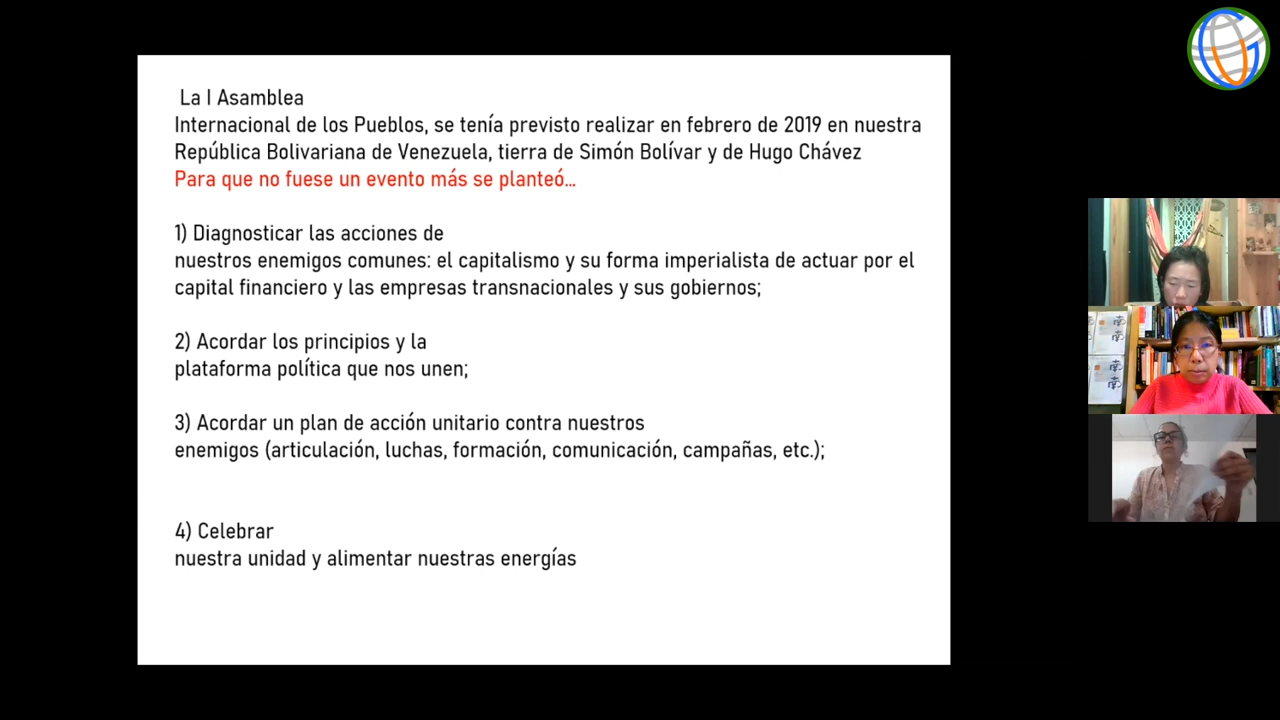 La I Asamblea
Internacional de los Pueblos, se tenía previsto realizar en febrero de 2019 en nuestra
República Bolivariana de Venezuela, tierra de Simón Bolívar y de Hugo Chávez
Para que no fuese un evento más se planteó...
1) Diagnosticar las acciones de
nuestros enemigos comunes: el capitalismo y su forma imperialista de actuar por el
capital financiero y las empresas transnacionales y sus gobiernos;
2) Acordar los principios y la
plataforma política que nos unen;
3) Acordar un plan de acción unitario contra nuestros
enemigos (articulación, luchas, formación, comunicación, campañas, etc.);
4) Celebrar
nuestra unidad y alimentar nuestras energías